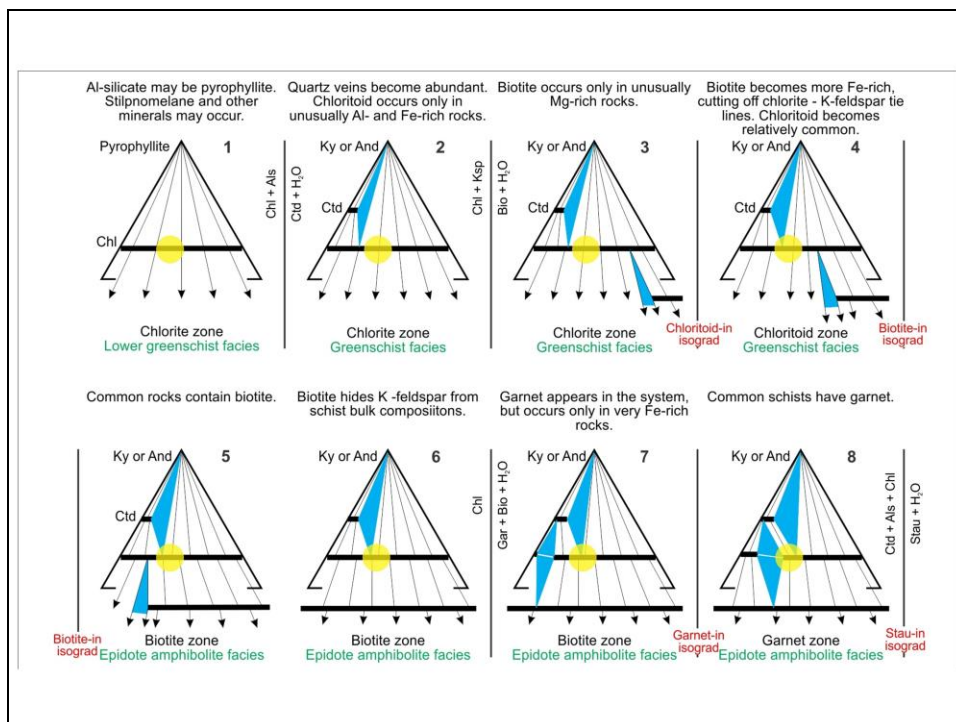 Al-silicate may be pyrophyllite.
Stilpnomelane and other
minerals may occur.
Pyrophyllite
1
Chl
Chlorite zone
Lower greenschist facies
Chl + Als
Ctd + H₂O
Quartz veins become abundant.
Chloritoid occurs only in
unusually Al- and Fe-rich rocks.
Ky or And
2
Ctd
Chlorite zone
Greenschist facies
Chl + Ksp
Bio + H₂O
Biotite occurs only in unusually
Mg-rich rocks.
Ky or And
3
Ctd
Chlorite zone
Greenschist facies
Chloritoid-in
isograd
Biotite becomes more Fe-rich,
cutting off chlorite - K-feldspar tie
lines. Chloritoid becomes
relatively common.
Ky or And
4
Ctd
Chloritoid zone
Greenschist facies
Biotite-in
isograd
Common rocks contain biotite.
Ky or And
5
Ctd
Biotite-in
isograd
Biotite zone
Epidote amphibolite facies
Biotite hides K -feldspar from
schist bulk composiitons.
Ky or And
6
Biotite zone
Epidote amphibolite facies
Chl
Gar + Bio + H₂O
Garnet appears in the system,
but occurs only in very Fe-rich
rocks.
Ky or And
7
Biotite zone
Epidote amphibolite facies
Garnet-in
isograd
Common schists have garnet.
Ky or And
8
Garnet zone
Epidote amphibolite facies
Ctd + Als + Chl
Stau + H₂O
Stau-in
isograd